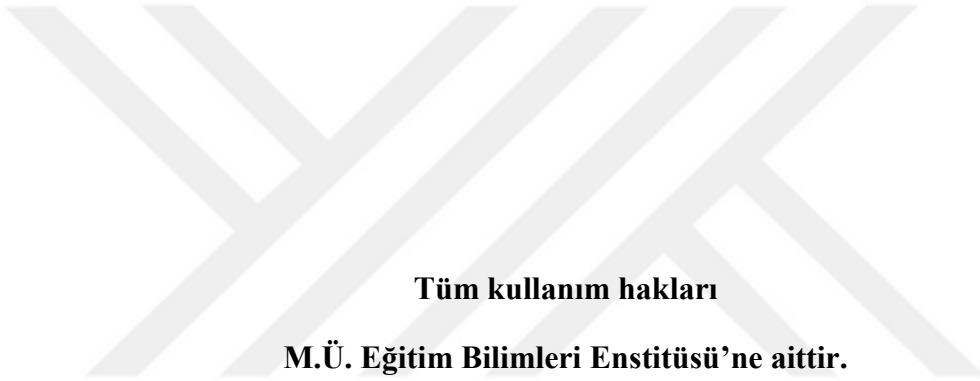 Tüm kullanım hakları
M.Ü. Eğitim Bilimleri Enstitüsü’ne aittir.